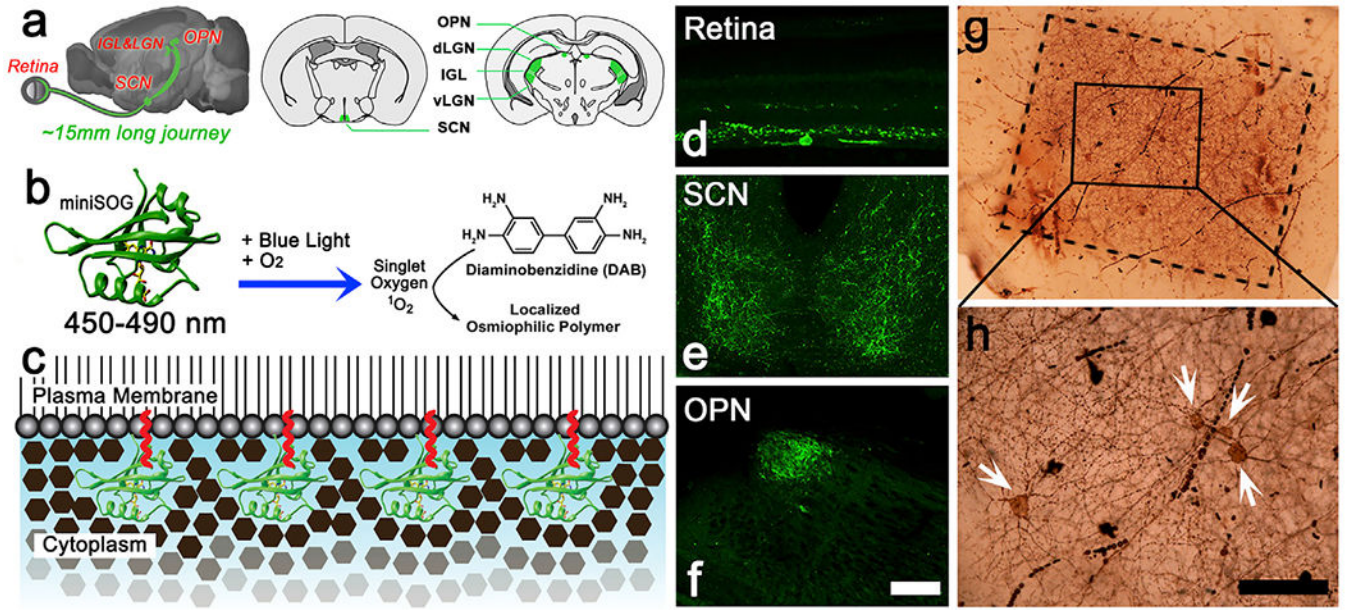 a
IGL&LGN
OPN
Retina
SCN
~15mm long journey
OPN
dLGN
IGL
vLGN
SCN
b
miniSOG
450-490 nm
+ Blue Light
+ O2
Singlet
Oxygen
¹O₂
H₂N
NH₂
H₂N
NH₂
Diaminobenzidine (DAB)
Localized
Osmiophilic Polymer
c
Plasma Membrane
Cytoplasm
Retina
d
SCN
e
OPN
f
g
h